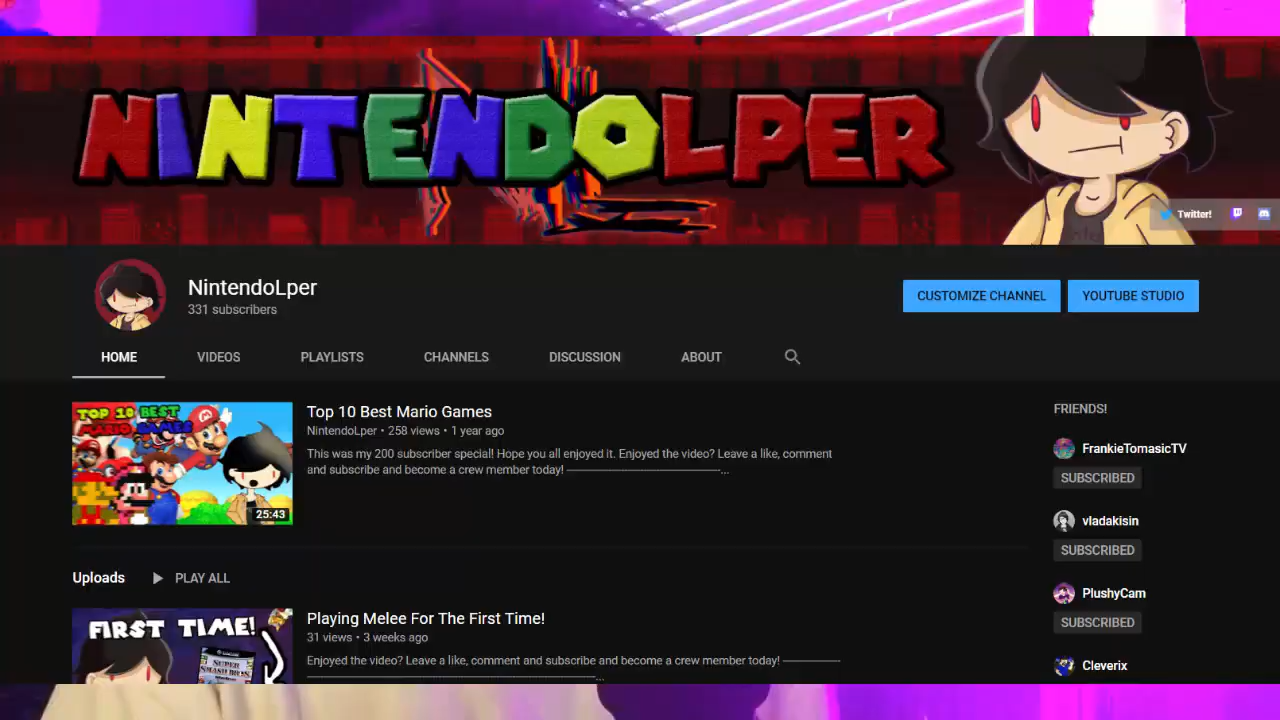 NINTENDOLPER
Twitter!
NintendoLper
331 subscribers
CUSTOMIZE CHANNEL
YOUTUBE STUDIO
HOME
VIDEOS
PLAYLISTS
CHANNELS
DISCUSSION
ABOUT
TOP 10 BEST
MARIO GAMES
25:43
Top 10 Best Mario Games
NintendoLper • 258 views • 1 year ago
This was my 200 subscriber special! Hope you all enjoyed it. Enjoyed the video? Leave a like, comment
and subscribe and become a crew member today! ----------------------------------------------------...
Uploads
PLAY ALL
FIRST TIME!
SUPER
SMASH BROS
Playing Melee For The First Time!
31 views • 3 weeks ago
Enjoyed the video? Leave a like, comment and subscribe and become a crew member today! --------------------
----------------------------------------------------------------------------------------------------...
FRIENDS!
FrankieTomasicTV
SUBSCRIBED
vladakisin
SUBSCRIBED
PlushyCam
SUBSCRIBED
Cleverix